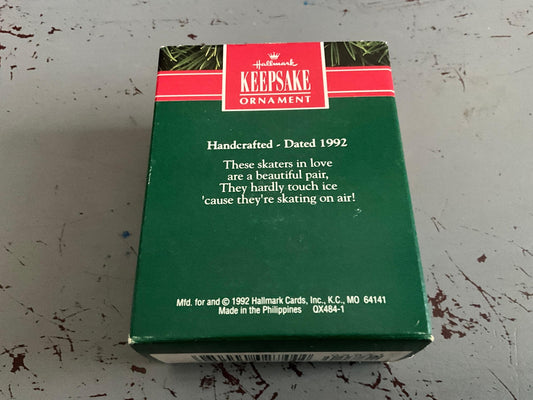 Hallmark
KEEPSAKE
ORNAMENT
Handcrafted - Dated 1992
These skaters in love
are a beautiful pair,
They hardly touch ice
'cause they're skating on air!
Mfd. for and © 1992 Hallmark Cards, Inc., K.C., MO 64141
Made in the Philippines QX484-1